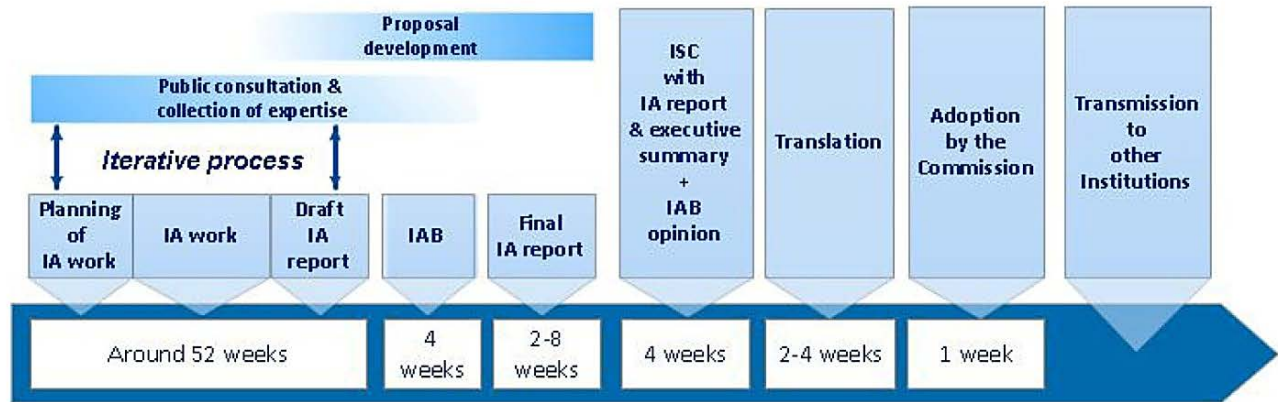 Proposal
development
Public consultation &
collection of expertise
Iterative process
Planning
of
IA work
IA work
Draft
IA
report
IAB
Final
IA report
ISC
with
IA report
& executive
summary
+
IAB
opinion
Translation
Adoption
by the
Commission
Transmission
to
other
Institutions
Around 52 weeks
4
weeks
2-8
weeks
4 weeks
2-4 weeks
1 week